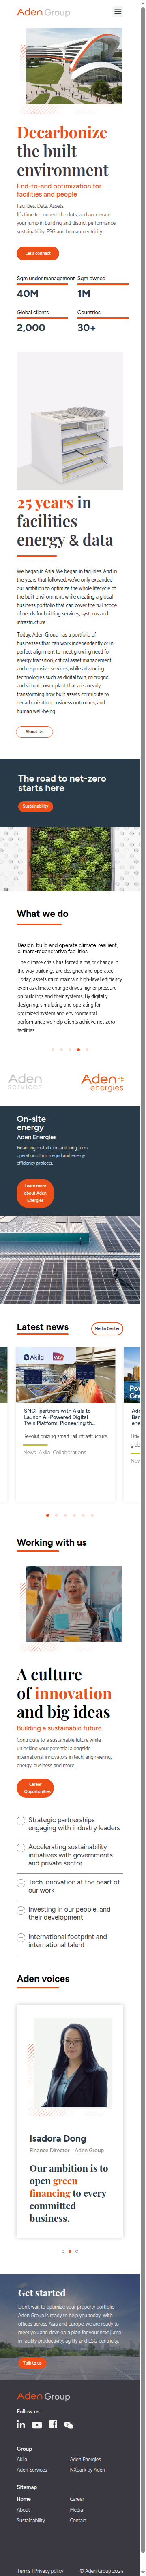 Aden Group
Decarbonize
the built
environment
End-to-end optimization for
facilities and people
Facilities. Data. Assets.
It's time to connect the dots, and accelerate
your jump in building and district performance,
sustainability, ESG and human-centricity.
Let's connect
Sqm under management
Sqm owned
40M
1M
Global clients
Countries
2,000
30+
25 years in
facilities
energy & data
We began in Asia. We began in facilities. And in
the years that followed, we've only expanded
our ambition: to optimize the whole lifecycle of
the built environment, while creating a global
business portfolio that can cover the full scope
of needs for building services, systems and
infrastructure.
Today, Aden Group has a portfolio of
businesses that can work independently or in
perfect alignment to meet growing need for
energy transition, critical asset management,
and responsive services, while leveraging
technologies such as digital twin, microgrid
and virtual power plant that are already
transforming how built assets contribute to
decarbonization, business outcomes, and
human well-being.
About Us
The road to net-zero
starts here
Sustainability
What we do
Design, build and operate climate-resilient,
climate-regenerative facilities
The climate crisis has forced a major change in
the way buildings are designed and operated.
Today, assets must maintain high level efficiency
even as climate change deals higher pressure
on buildings and their systems. By digitally
designing, simulating and operating for
optimal system and environmental
performance we help clients achieve net zero
facilities.
Aden
services
Aden
energies
On-site
energy
Aden Energies
Financing, installation and long-term
operation of micro-grid and energy
efficiency projects.
Learn more
about Aden
Energies
Latest news
Media Center
Akila
SNCF partners with Akila to
Launch AI-Powered Digital
Twin Platform, Pioneering th...
Revolutionizing smart rail infrastructures
News Akila Collaborations
Working with us
A culture
of innovation
and big ideas
Building a sustainable future
Contribute to a sustainable future while
unlocking your potential alongside
international innovators in tech, engineering,
energy, business and more.
Career
Opportunities
Strategic partnerships
engaging with industry leaders
Accelerating sustainability
initiatives with governments
and private sector
Tech innovation at the heart of
our work
Investing in our people, and
their development
International footprint and
international talent
Aden voices
Isadora Dong
Finance Director – Aden Group
Our ambition is to
open green
financing to every
committed
business.
Get started
Don't wait to optimize your property portfolio –
Aden Group is ready to help you today. With
offices across Asia and Europe, we are ready to
meet you and develop a plan for your next jump
in facility productivity, agility and ESG-centricity.
Talk to us
Aden Group
Follow us
Group
Akila
Aden Energies
Aden Services
NXpark by Aden
Sitemap
Home
Career
About
Media
Sustainability
Contact
Terms | Privacy policy
© Aden Group 2025